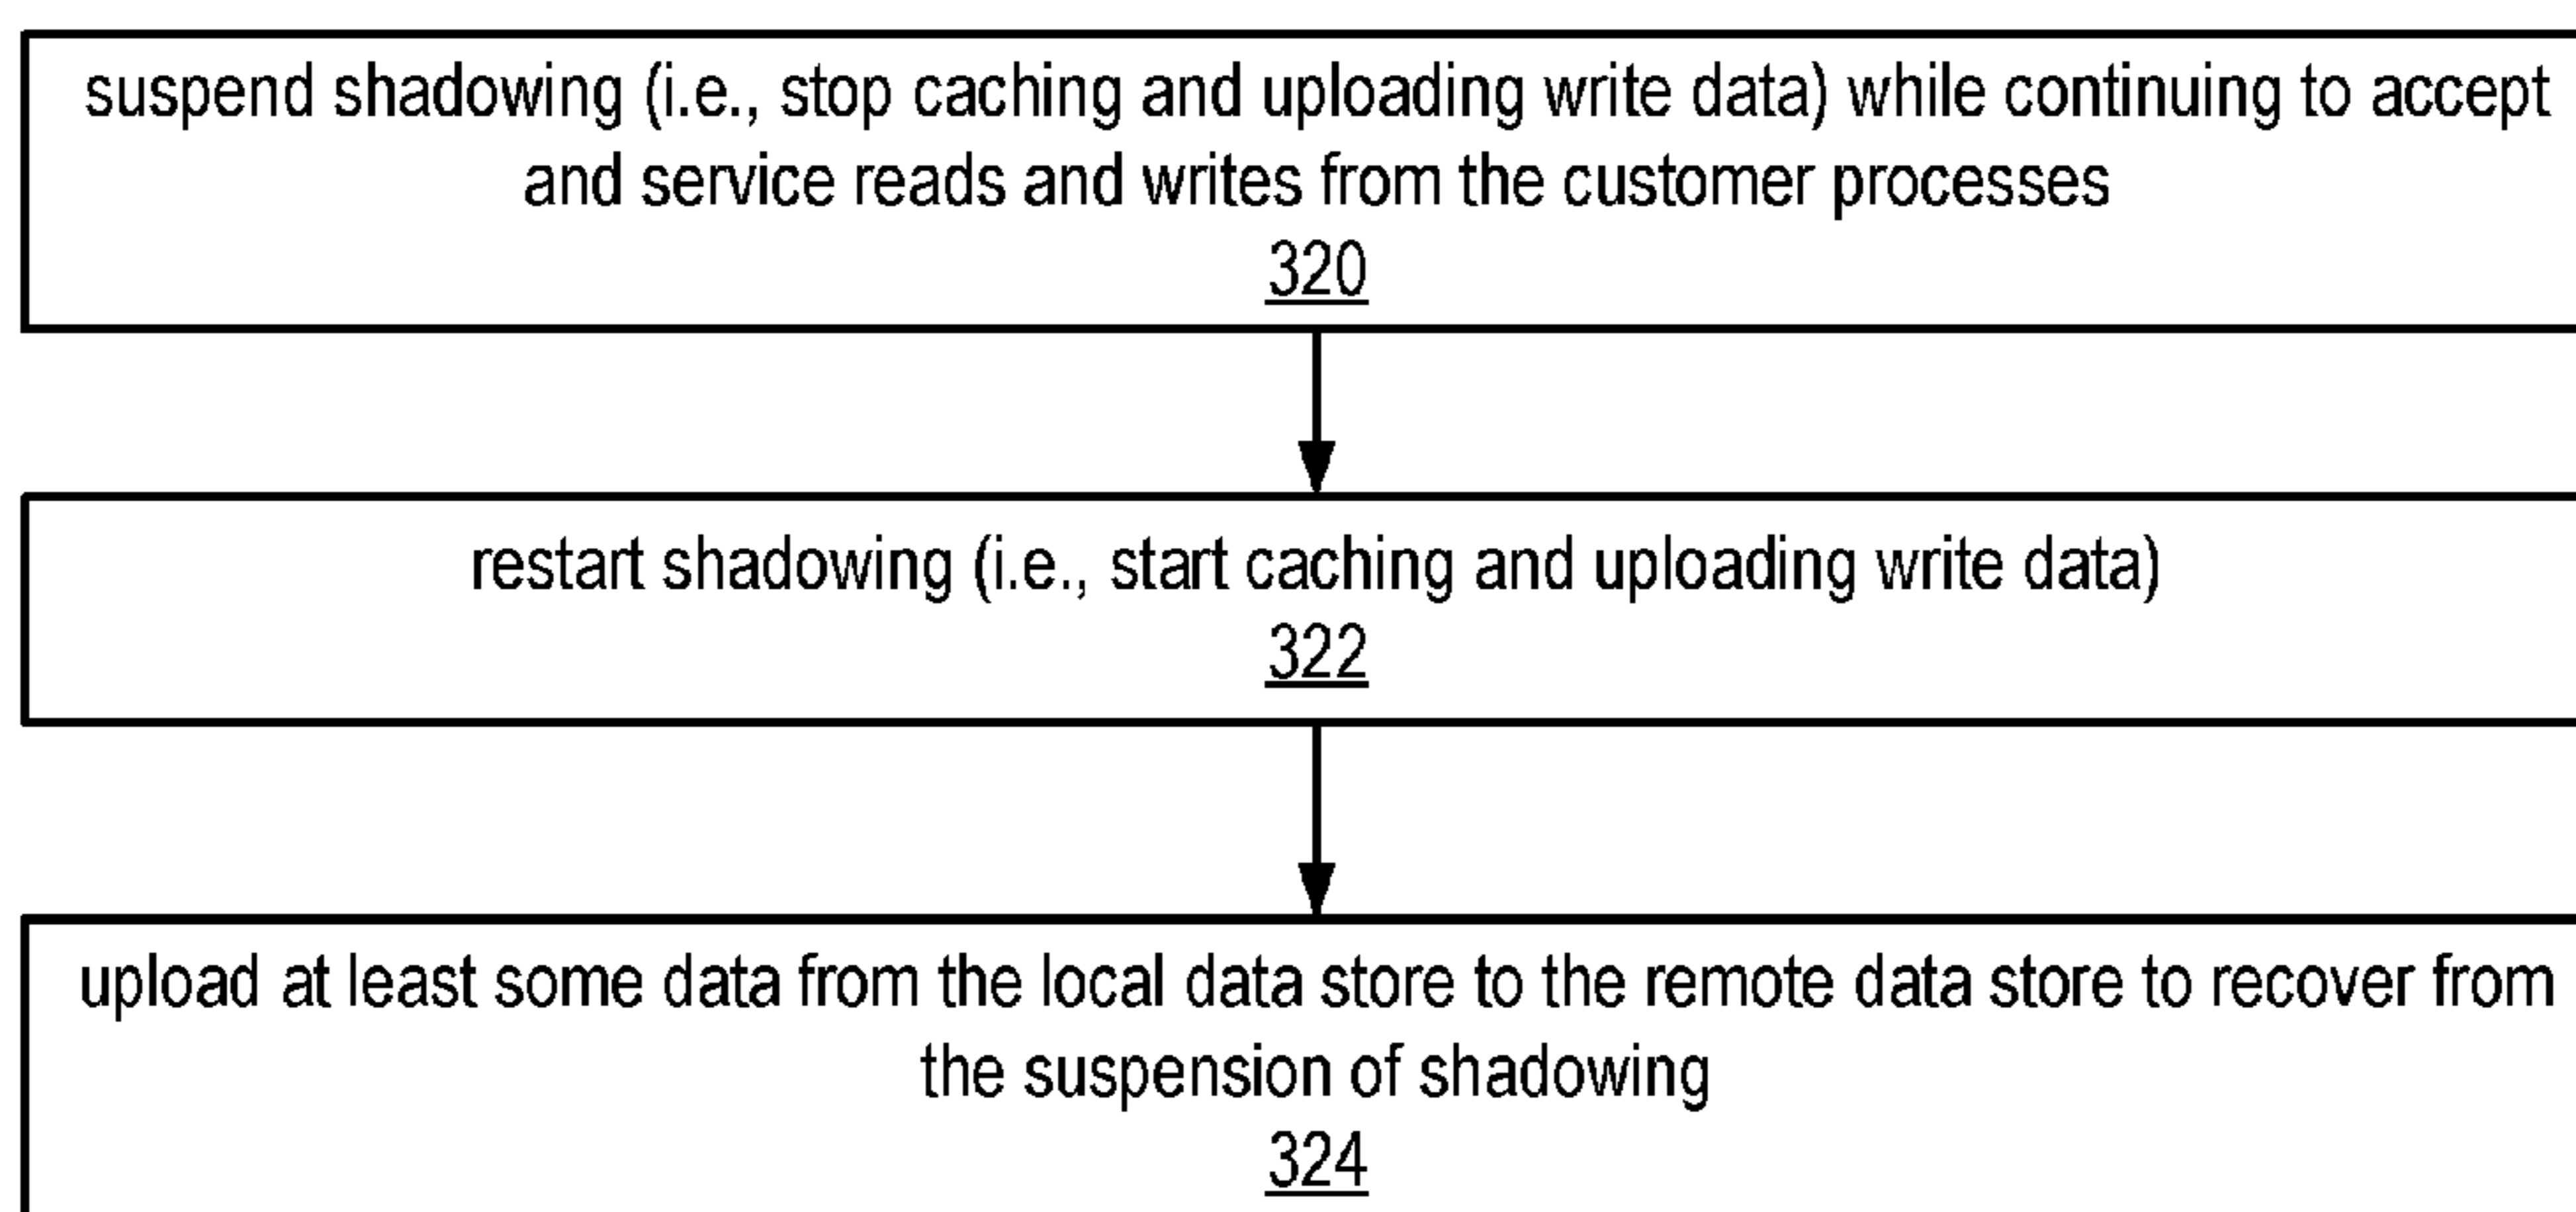 suspend shadowing (i.e., stop caching and uploading write data) while continuing to accept
and service reads and writes from the customer processes
320
restart shadowing (i.e., start caching and uploading write data)
322
upload at least some data from the local data store to the remote data store to recover from
the suspension of shadowing
324